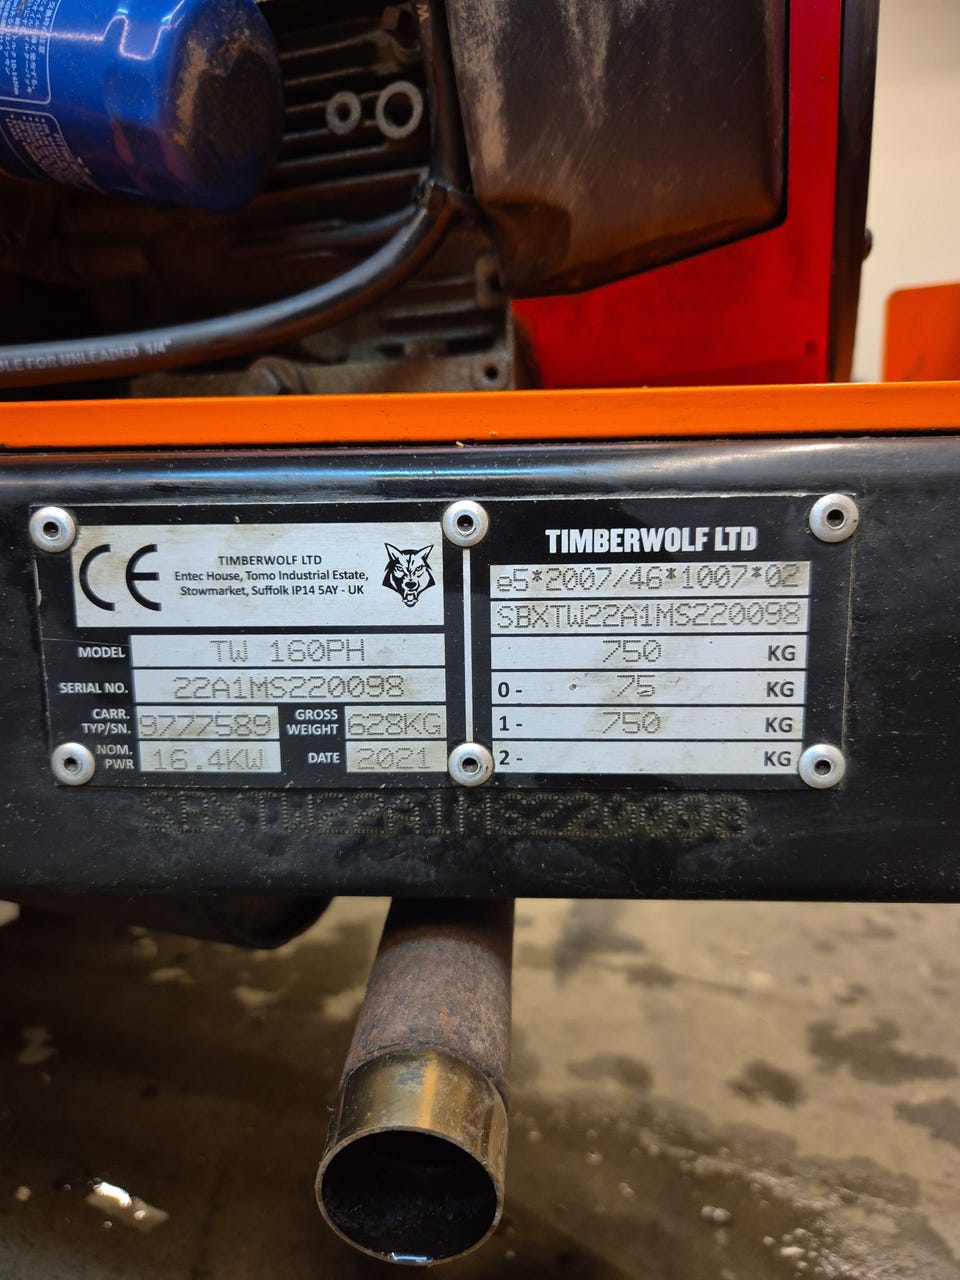 BLE FOR UNLEADED 1/4"
CE
TIMBERWOLF LTD
Entec House, Tomo Industrial Estate,
Stowmarket, Suffolk IP14 5AY - UK
MODEL TW 160PH
SERIAL NO. 22A1MS220098
CARR. TYP/SN. 9777589 GROSS WEIGHT 628KG
NOM. PWR 16.4KW DATE 2021
TIMBERWOLF LTD
e5*2007/46*1007*02
SBXTW22A1MS220098
750 KG
0 - 75 KG
1 - 750 KG
2 - KG
SBXTW22A1MS220098